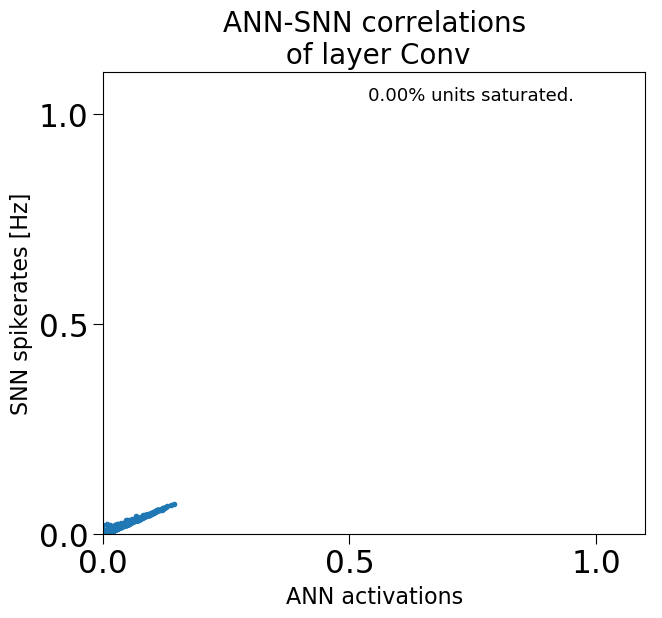 ANN-SNN correlations
of layer Conv
0.00% units saturated.
1.0
0.5
0.0
SNN spikerates [Hz]
0.0
0.5
1.0
ANN activations